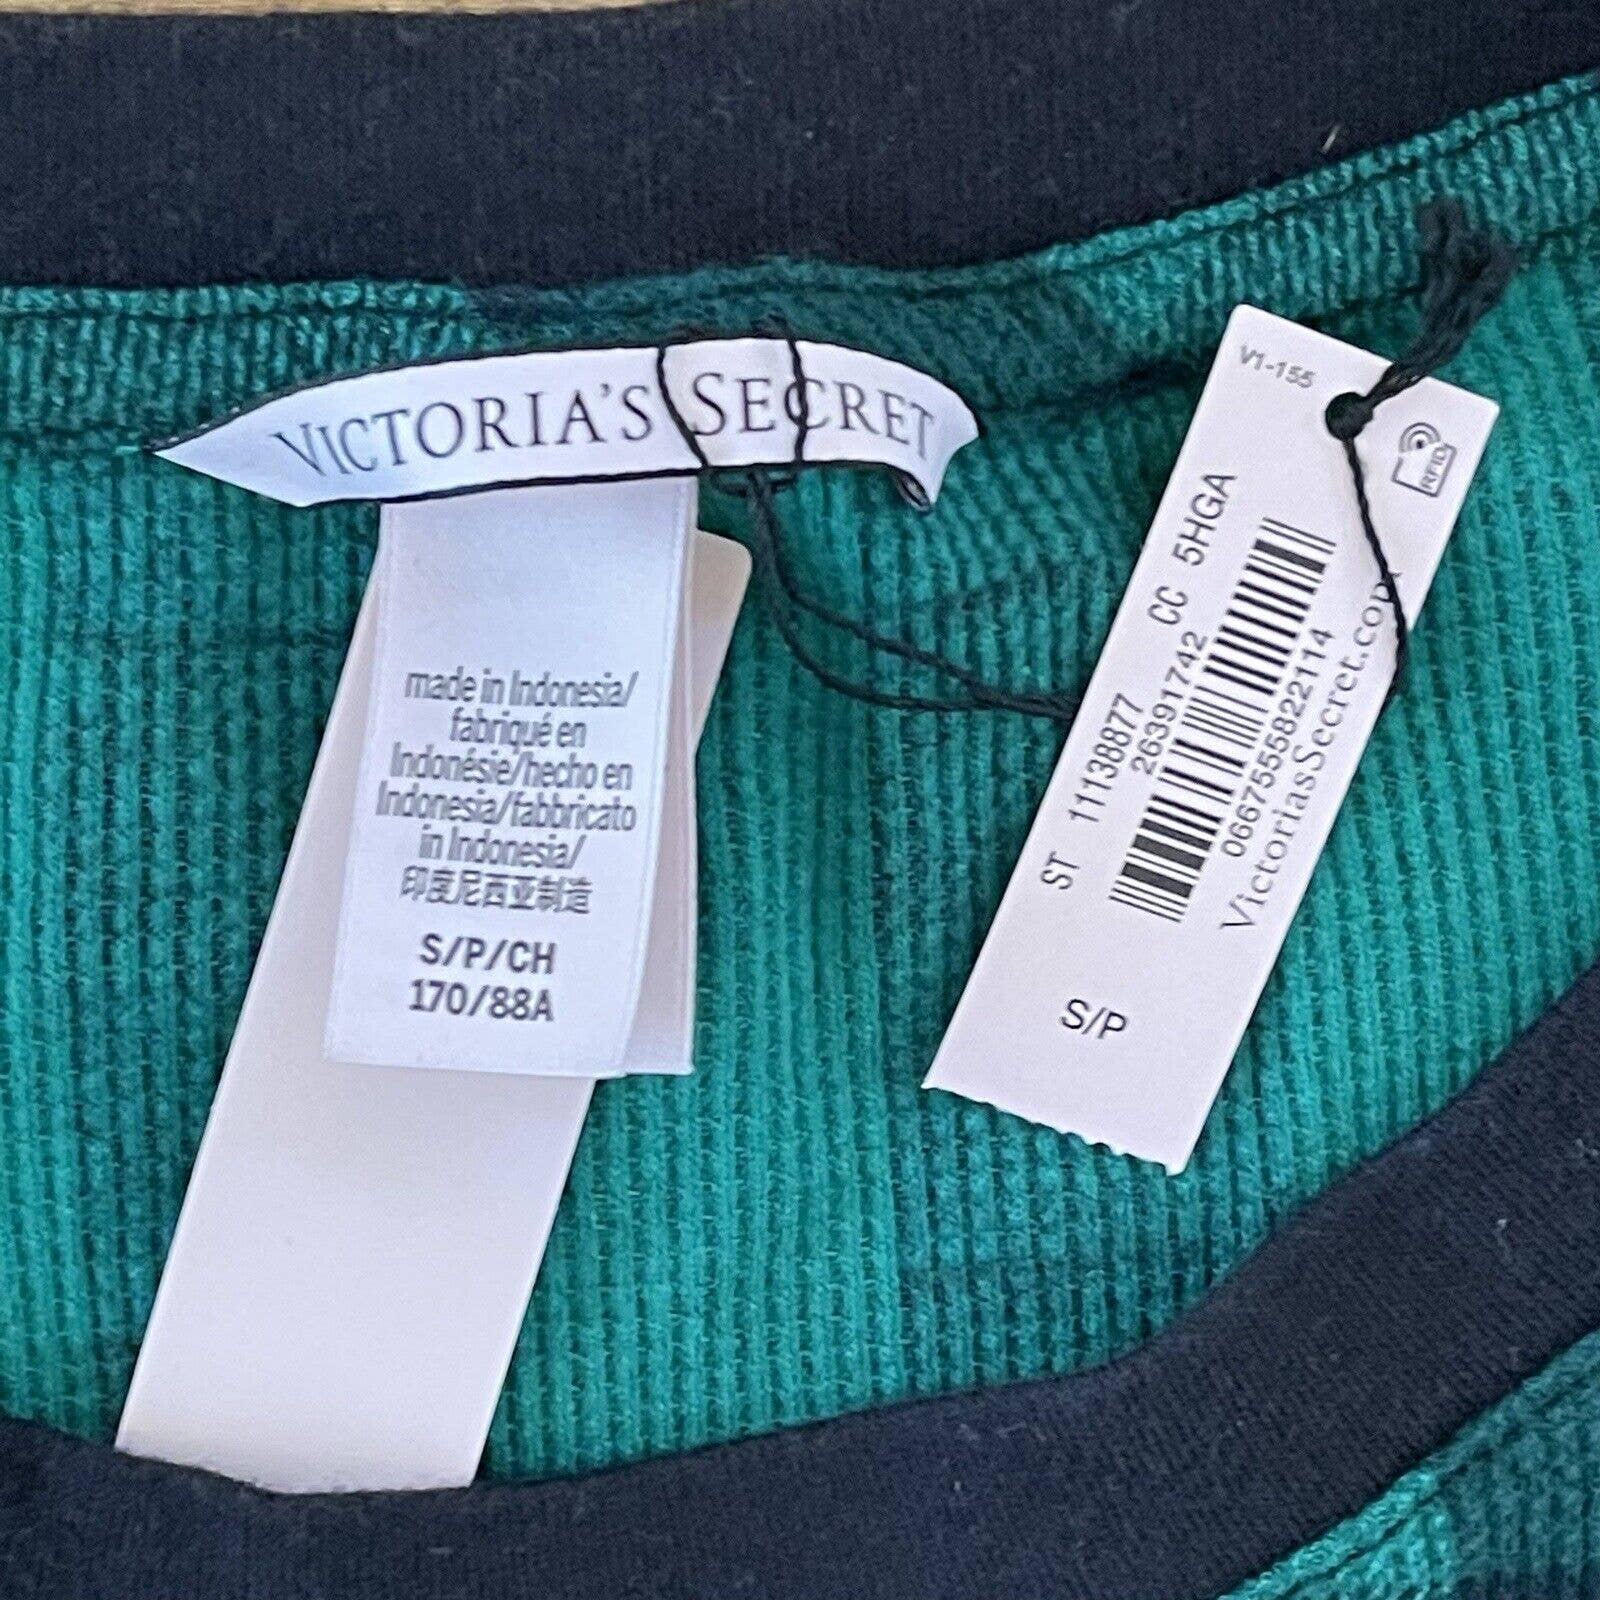 VICTORIA'S SECRET
made in Indonesia/
fabriqué en
Indonésie/hecho en
Indonesia/fabbricato
in Indonesia/
印度尼西亚制造
S/P/CH
170/88A
V1-155
RFID
ST 11138877 CC 5HGA
26391742
0667555822114
VictoriasSecret.com
S/P